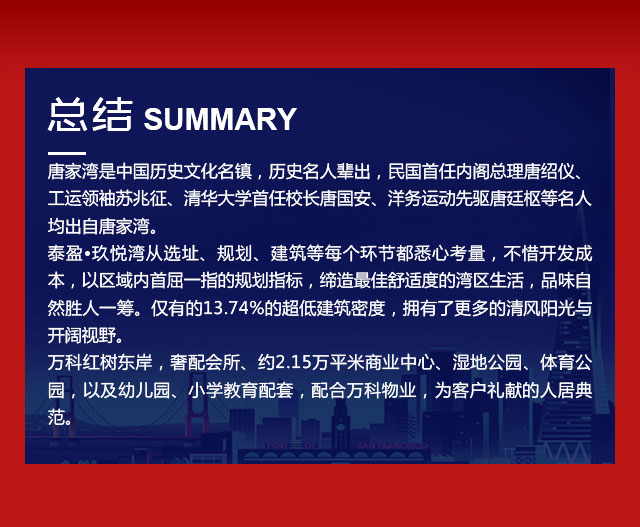 总结 SUMMARY
唐家湾是中国历史文化名镇，历史名人辈出，民国首任内阁总理唐绍仪、
工运领袖苏兆征、清华大学首任校长唐国安、洋务运动先驱唐廷枢等名人
均出自唐家湾。
泰盈•玖悦湾从选址、规划、建筑等每个环节都悉心考量，不惜开发成
本，以区域内首屈一指的规划指标，缔造最佳舒适度的湾区生活，品味自
然胜人一筹。仅有的13.74%的超低建筑密度，拥有了更多的清风阳光与
开阔视野。
万科红树东岸，奢配会所、约2.15万平米商业中心、湿地公园、体育公
园，以及幼儿园、小学教育配套，配合万科物业，为客户礼献的人居典
范。
PORT OF SAN FRANCISCO